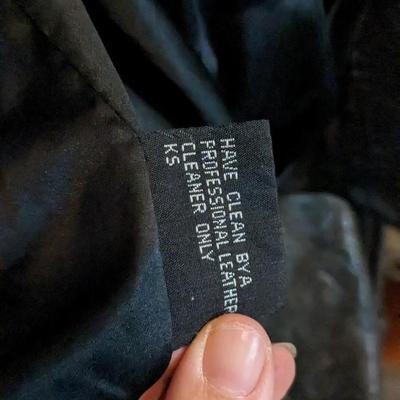 HAVE CLEAN BYA
PROFESSIONAL LEATHER
CLEANER ONLY
KS